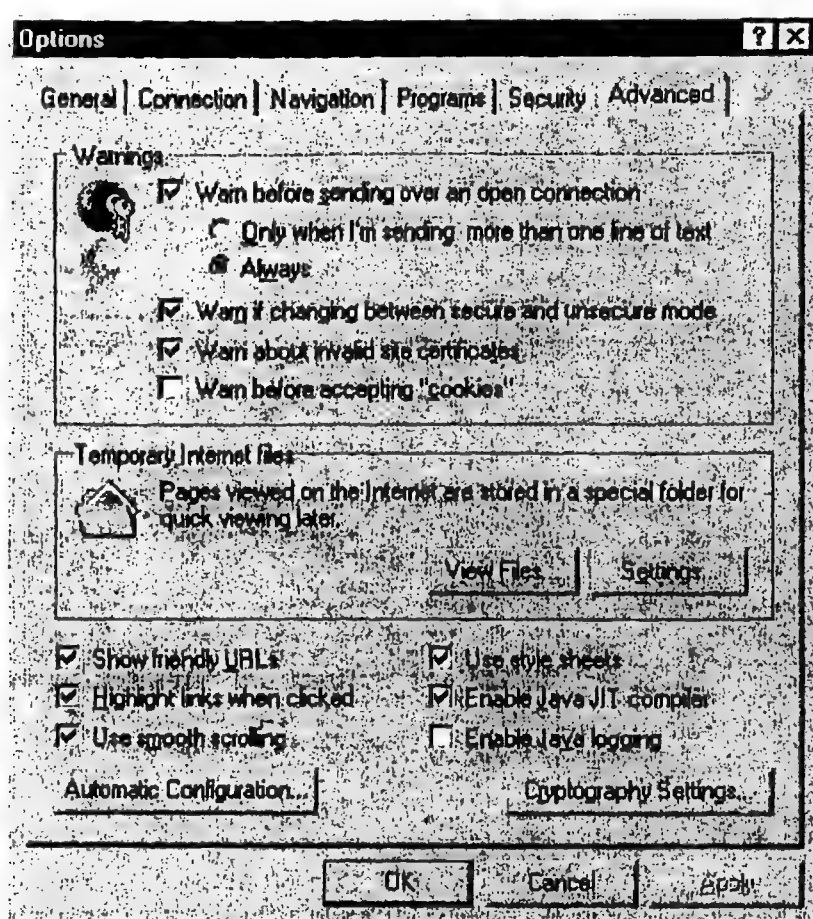 Options
? X
General Connection Navigation Programs Security Advanced
Warnings
Warn before sending over an open connection
Only when I'm sending more than one line of text
Always
Warn if changing between secure and unsecure mode
Warn about invalid site certificates
Warn before accepting "cookies"
Temporary Internet files
Pages viewed on the Internet are stored in a special folder for
quick viewing later.
View Files... Settings...
Show friendly URLs Use style sheets
Highlight links when clicked Enable Java JIT compiler
Use smooth scrolling Enable Java logging
Automatic Configuration... Cryptography Settings...
OK Cancel Apply